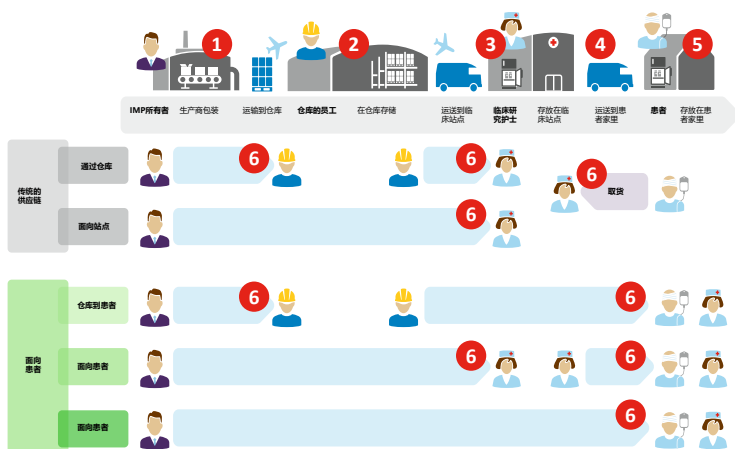 1
2
3
4
5
IMP所有者
生产商包装
运输到仓库
仓库的员工
在仓库存储
运送到临
床站点
临床研
究护士
存放在临
床站点
运送到患
者家里
患者
存放在患
者家里
传统的
供应链
通过仓库
6
6
6
取货
面向站点
6
面向
患者
仓库到患者
6
6
面向患者
6
6
面向患者
6